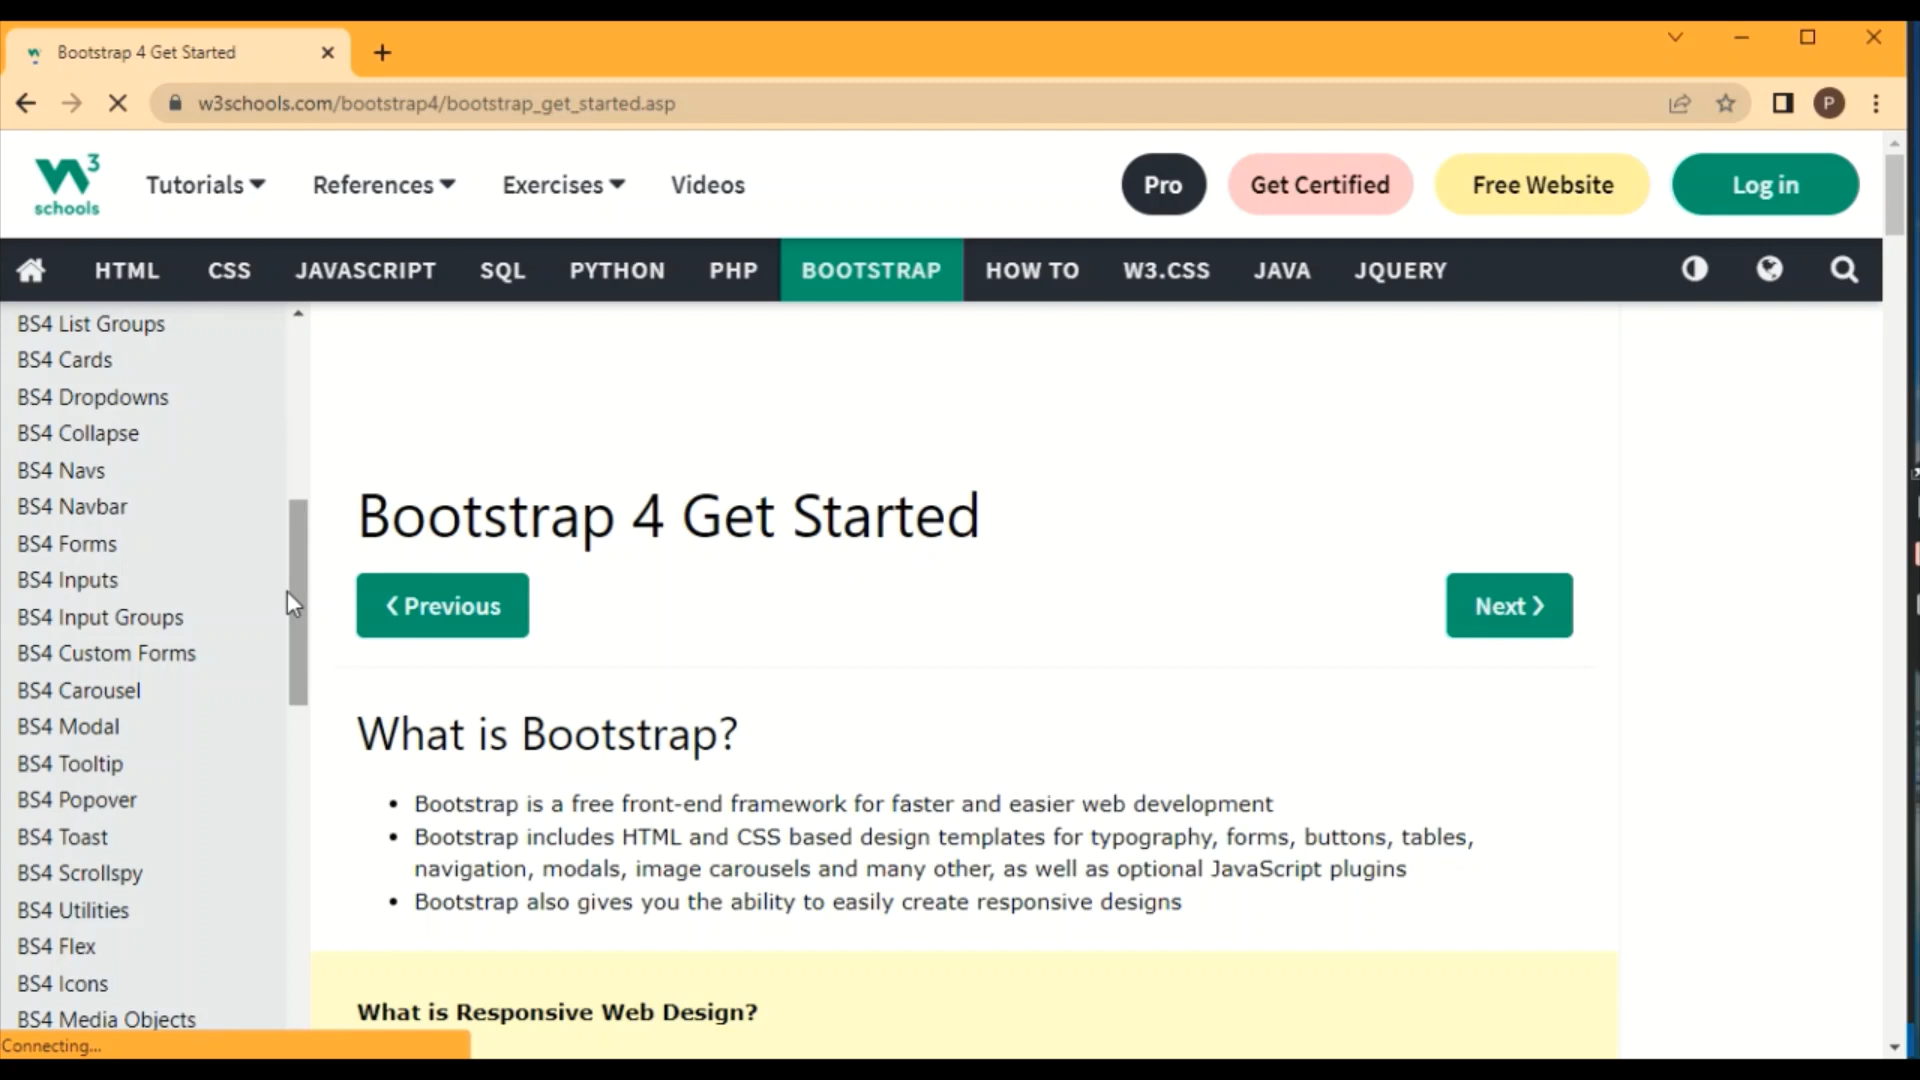 Bootstrap 4 Get Started
w3schools.com/bootstrap4/bootstrap_get_started.asp
P
W3 schools
Tutorials References Exercises Videos Pro Get Certified Free Website Log in
HTML CSS JAVASCRIPT SQL PYTHON PHP BOOTSTRAP HOW TO W3.CSS JAVA JQUERY
BS4 List Groups
BS4 Cards
BS4 Dropdowns
BS4 Collapse
BS4 Navs
BS4 Navbar
BS4 Forms
BS4 Inputs
BS4 Input Groups
BS4 Custom Forms
BS4 Carousel
BS4 Modal
BS4 Tooltip
BS4 Popover
BS4 Toast
BS4 Scrollspy
BS4 Utilities
BS4 Flex
BS4 Icons
BS4 Media Objects
Connecting...
Bootstrap 4 Get Started
❮ Previous
Next ❯
What is Bootstrap?
• Bootstrap is a free front-end framework for faster and easier web development
• Bootstrap includes HTML and CSS based design templates for typography, forms, buttons, tables,
navigation, modals, image carousels and many other, as well as optional JavaScript plugins
• Bootstrap also gives you the ability to easily create responsive designs
What is Responsive Web Design?